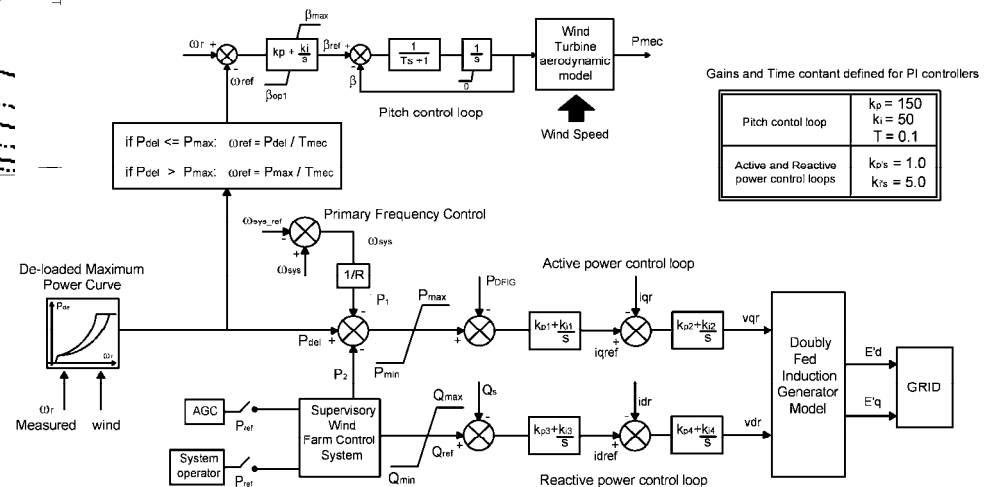 βmax
ωr +
-
kp + ki/s
βref +
-
β
1
Ts +1
1
s
0
Wind
Turbine
aerodynamic
model
Pmec
ωref
βop1
Pitch control loop
Wind Speed
Gains and Time contant defined for PI controllers
Pitch contol loop
kp = 150
ki = 50
T = 0.1
Active and Reactive
power control loops
kp's = 1.0
ki's = 5.0
if Pdel <= Pmax: ωref = Pdel / Tmec
if Pdel > Pmax: ωref = Pmax / Tmec
Primary Frequency Control
ωsys_ref
-
+
ωsys
ωsys
1/R
De-loaded Maximum
Power Curve
Pde
ωr
ωr
Measured
wind
P1
-
Pdel
+
-
P2
Pmax
Pmin
PDFIG
-
+
Active power control loop
kp1+ki1
s
iqr
-
+
iqref
kp2+ki2
s
vqr
AGC
Pref
System
operator
Pref
Supervisory
Wind
Farm Control
System
Qmax
Qmin
Qs
-
+
Qref
kp3+ki3
s
idr
-
+
idref
kp4+ki4
s
vdr
Reactive power control loop
Doubly
Fed
Induction
Generator
Model
E'd
E'q
GRID